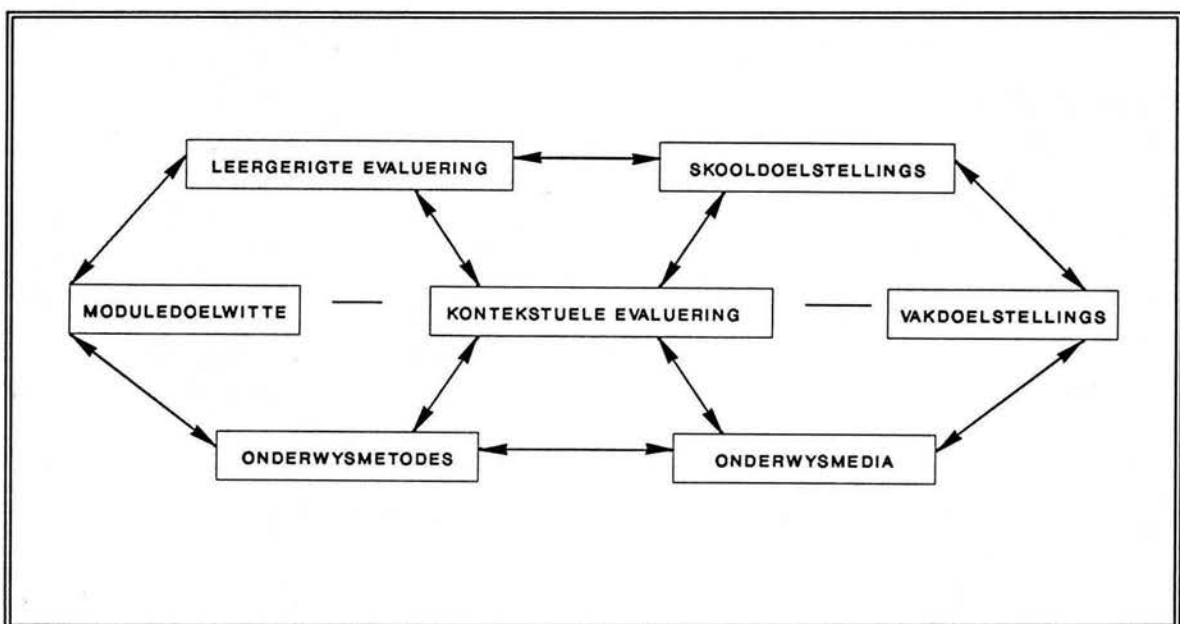 LEERGERIGTE EVALUERING
SKOOLDOELSTELLINGS
MODULEDOELWITTE
KONTEKSTUELE EVALUERING
VAKDOELSTELLINGS
ONDERWYSMETODES
ONDERWYSMEDIA